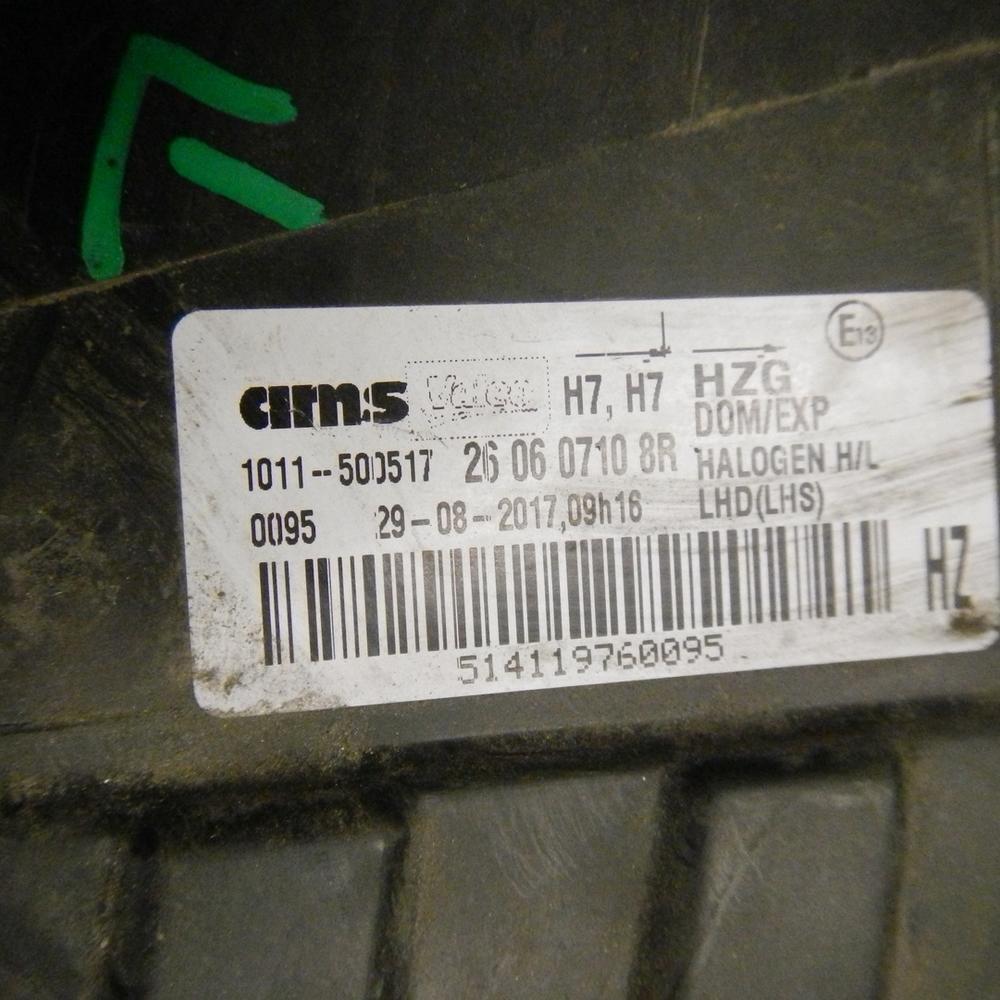 F
E13
ams Valeo H7, H7 HZG
DOM/EXP
1011--500517 26 06 0710 8R HALOGEN H/L
0095 29-08-2017,09h16 LHD(LHS)
HZ
514119760095